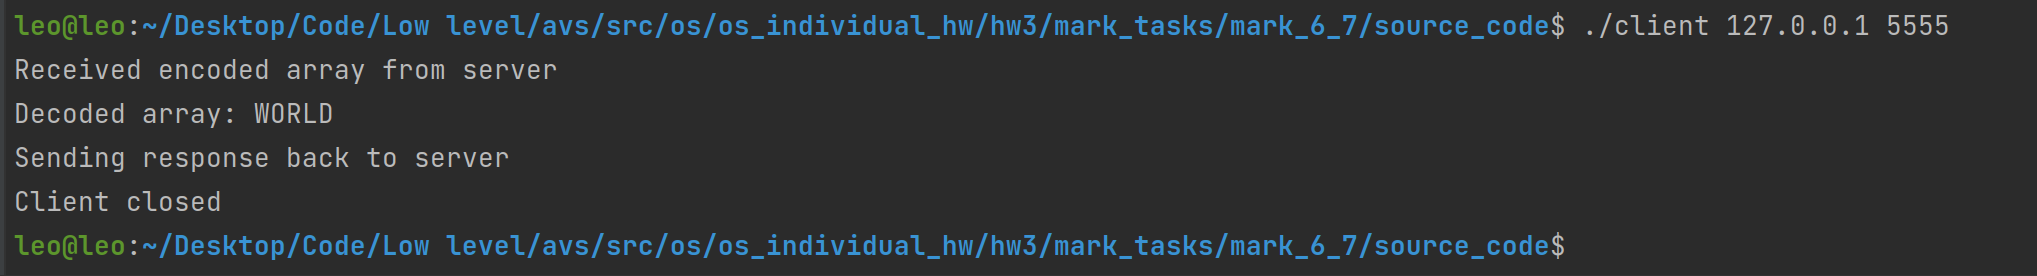 leo@leo:~/Desktop/Code/Low level/avs/src/os/os_individual_hw/hw3/mark_tasks/mark_6_7/source_code$ ./client 127.0.0.1 5555
Received encoded array from server
Decoded array: WORLD
Sending response back to server
Client closed
leo@leo:~/Desktop/Code/Low level/avs/src/os/os_individual_hw/hw3/mark_tasks/mark_6_7/source_code$